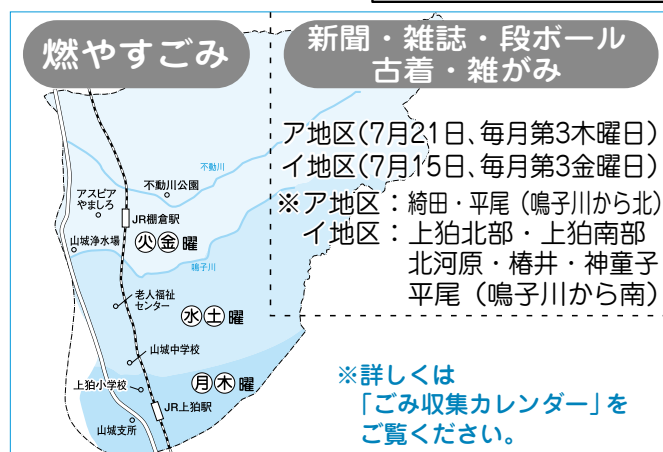 燃やすごみ
新聞・雑誌・段ボール
古着・雑がみ
ア地区(7月21日、毎月第3木曜日)
イ地区(7月15日、毎月第3金曜日)
※ア地区：綺田・平尾（鳴子川から北）
イ地区：上狛北部・上狛南部
北河原・椿井・神童子
平尾（鳴子川から南）
不動川
不動川公園
アスピア
やましろ
JR棚倉駅
山城浄水場
火金曜
鳴子川
老人福祉
センター
水土曜
山城中学校
上狛小学校
月木曜
JR上狛駅
山城支所
※詳しくは
「ごみ収集カレンダー」を
ご覧ください。